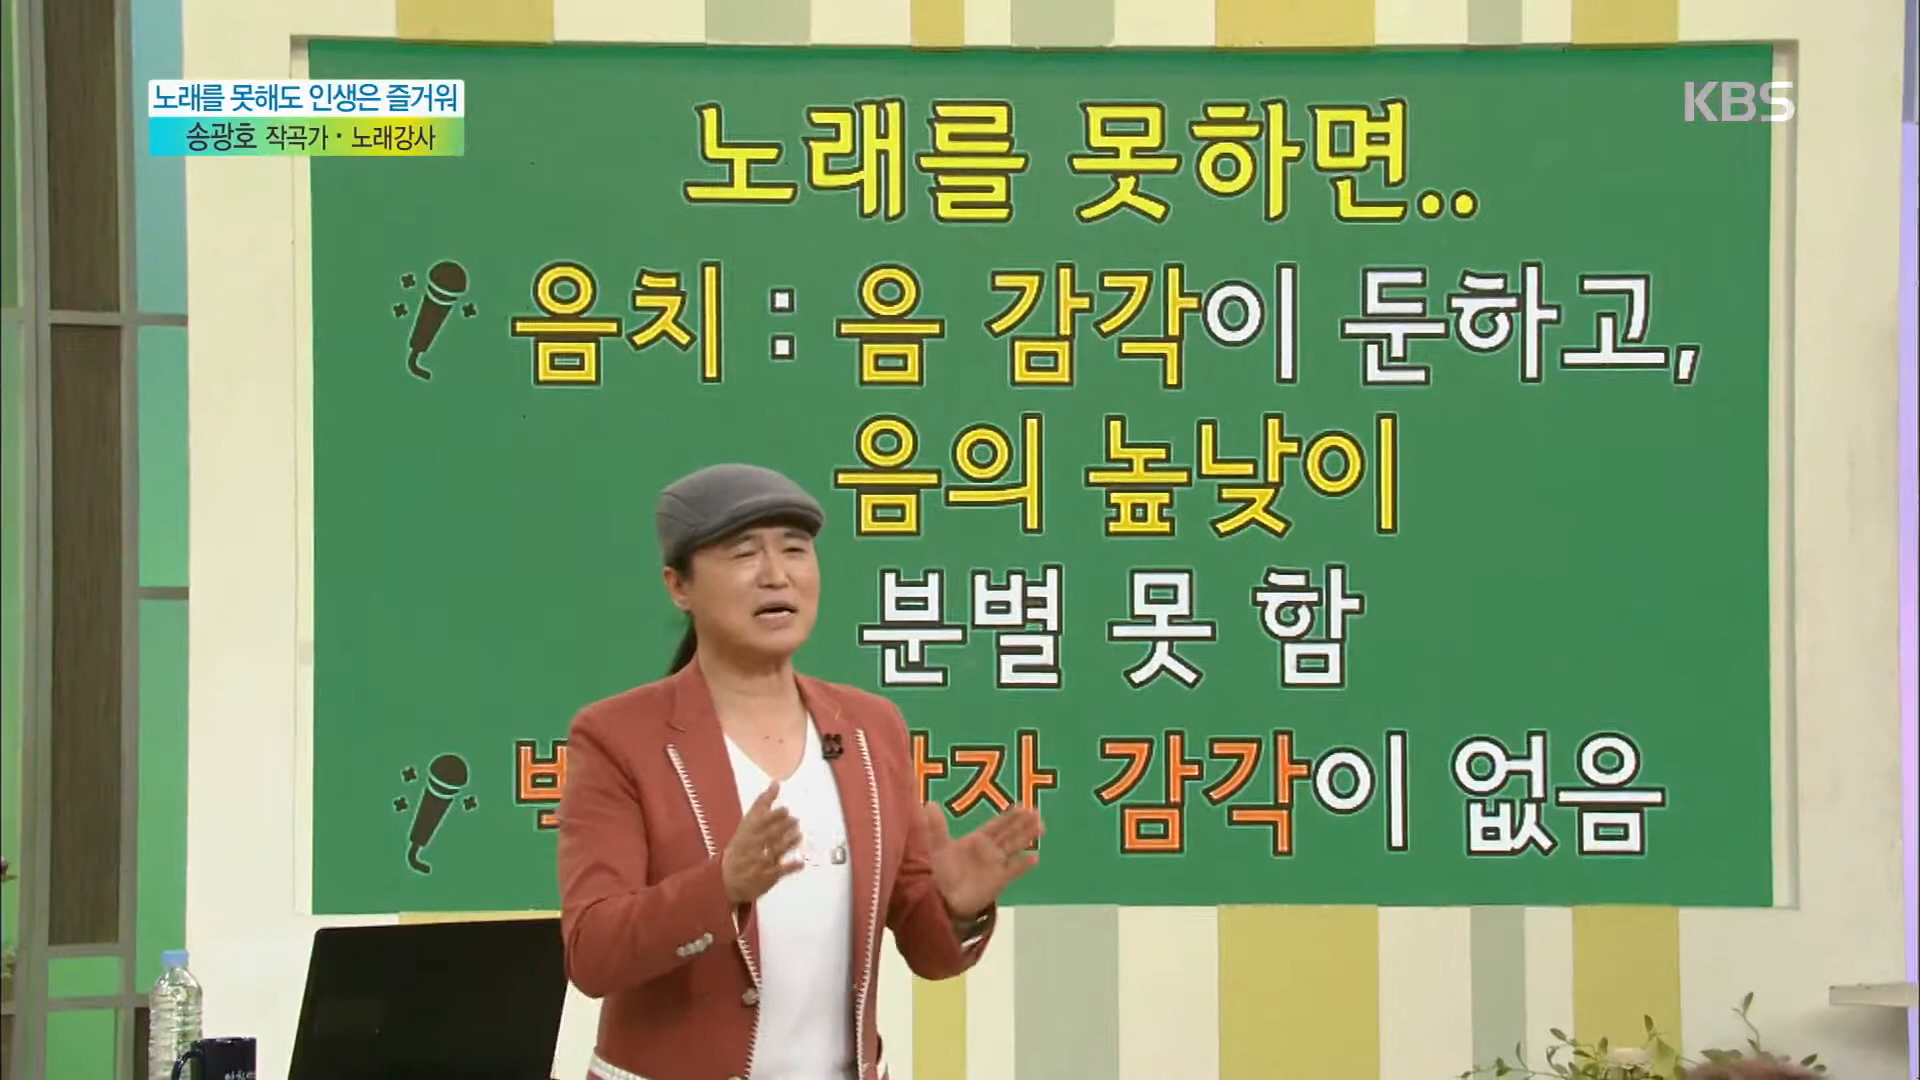 노래를 못해도 인생은 즐거워
송광호 작곡가 · 노래강사
KBS
노래를 못하면..
음치 : 음 감각이 둔하고,
음의 높낮이
분별 못 함
감각이 없음